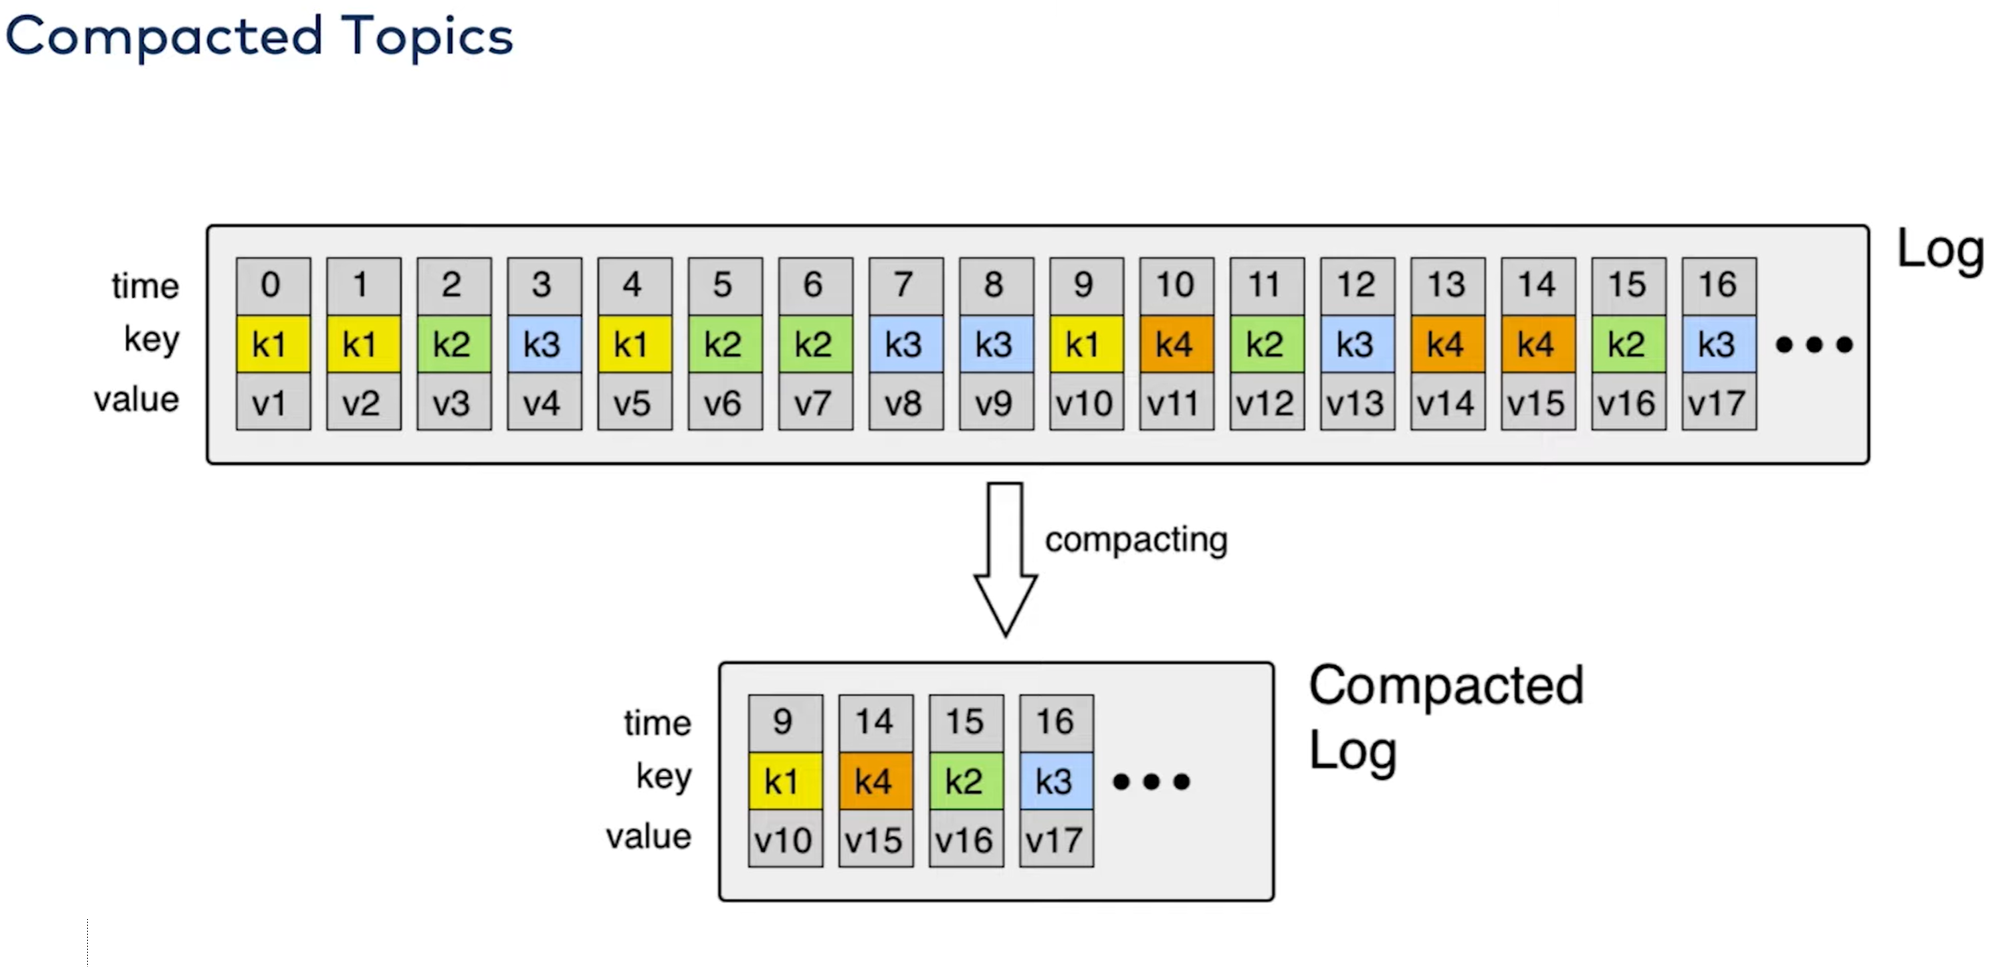 Compacted Topics
Log
time 0 1 2 3 4 5 6 7 8 9 10 11 12 13 14 15 16
key k1 k1 k2 k3 k1 k2 k2 k3 k3 k1 k4 k2 k3 k4 k4 k2 k3
value v1 v2 v3 v4 v5 v6 v7 v8 v9 v10 v11 v12 v13 v14 v15 v16 v17
compacting
Compacted
Log
time 9 14 15 16
key k1 k4 k2 k3
value v10 v15 v16 v17